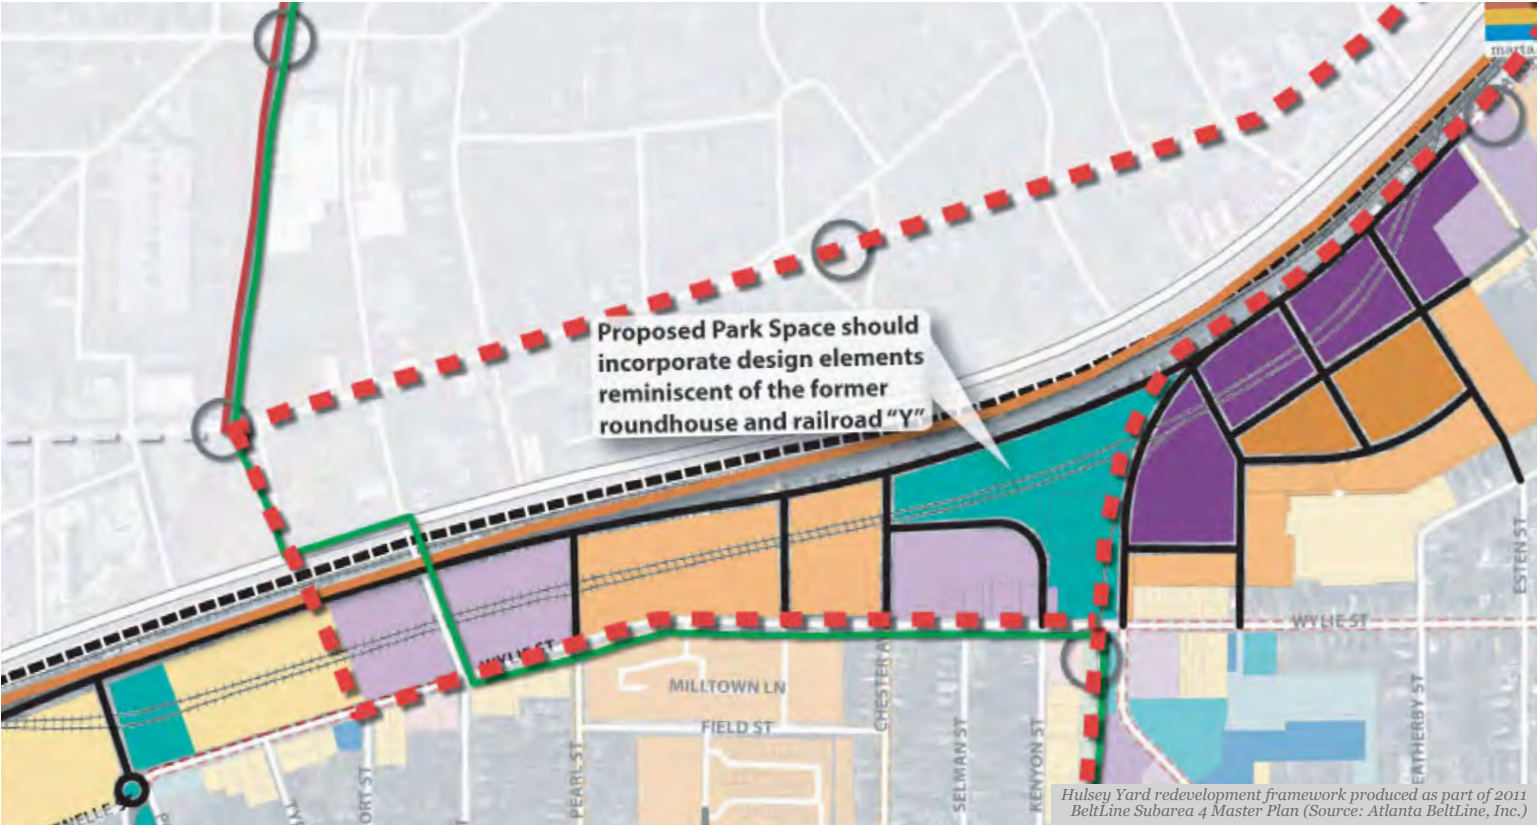 marta
Proposed Park Space should
incorporate design elements
reminiscent of the former
roundhouse and railroad “Y”
ESTEN ST
WYLIE ST
WYLIE ST
MILLTOWN LN
CHESTER A
FIELD ST
EATHERBY ST
SELMAN ST
KENYON ST
PEARL ST
ORT ST
TY
NELLE
Hulsey Yard redevelopment framework produced as part of 2011
BeltLine Subarea 4 Master Plan (Source: Atlanta BeltLine, Inc.)